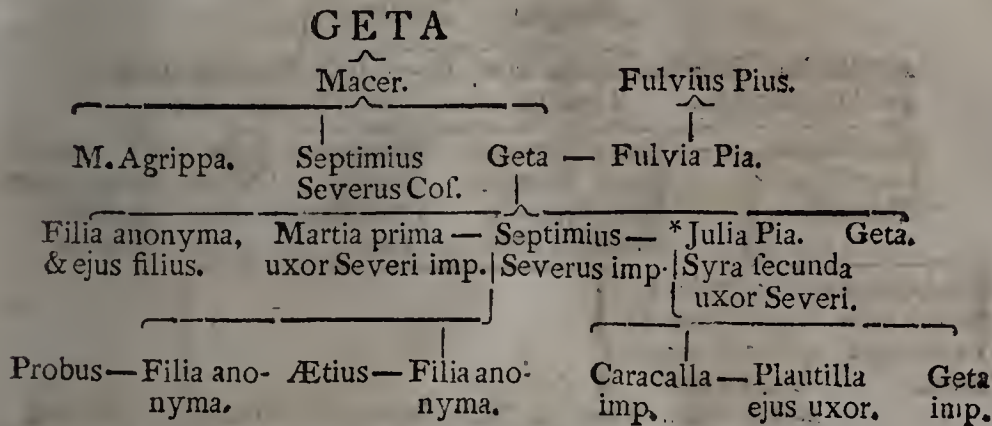 GETA
Macer. Fulvius Pius.
M. Agrippa. Septimius Geta — Fulvia Pia.
Severus Coſ.
Filia anonyma, Martia prima — Septimius — *Julia Pia. Geta.
& ejus filius. uxor Severi imp. Severus imp. Syra ſecunda
uxor Severi.
Probus — Filia ano- Ætius — Filia ano- Caracalla — Plautilla Geta
nyma. nyma. imp. ejus uxor. imp.